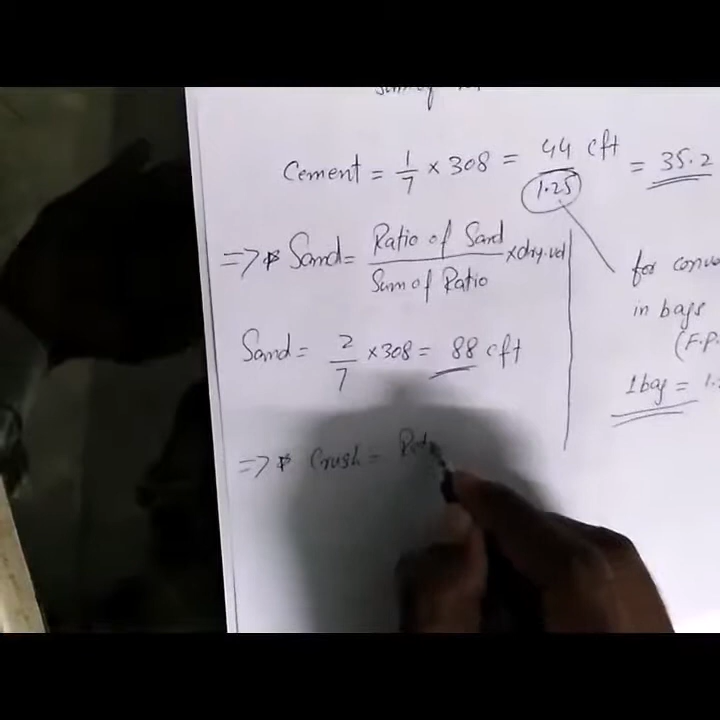 Cement = 1/7 × 308 = 44 cft / 1.25 = 35.2
=> * Sand = Ratio of Sand / Sum of Ratio × dry.vol
for conv
in bags
(F.P.
1 bag = 1.
Sand = 2/7 × 308 = 88 cft
=> * Crush = Rat